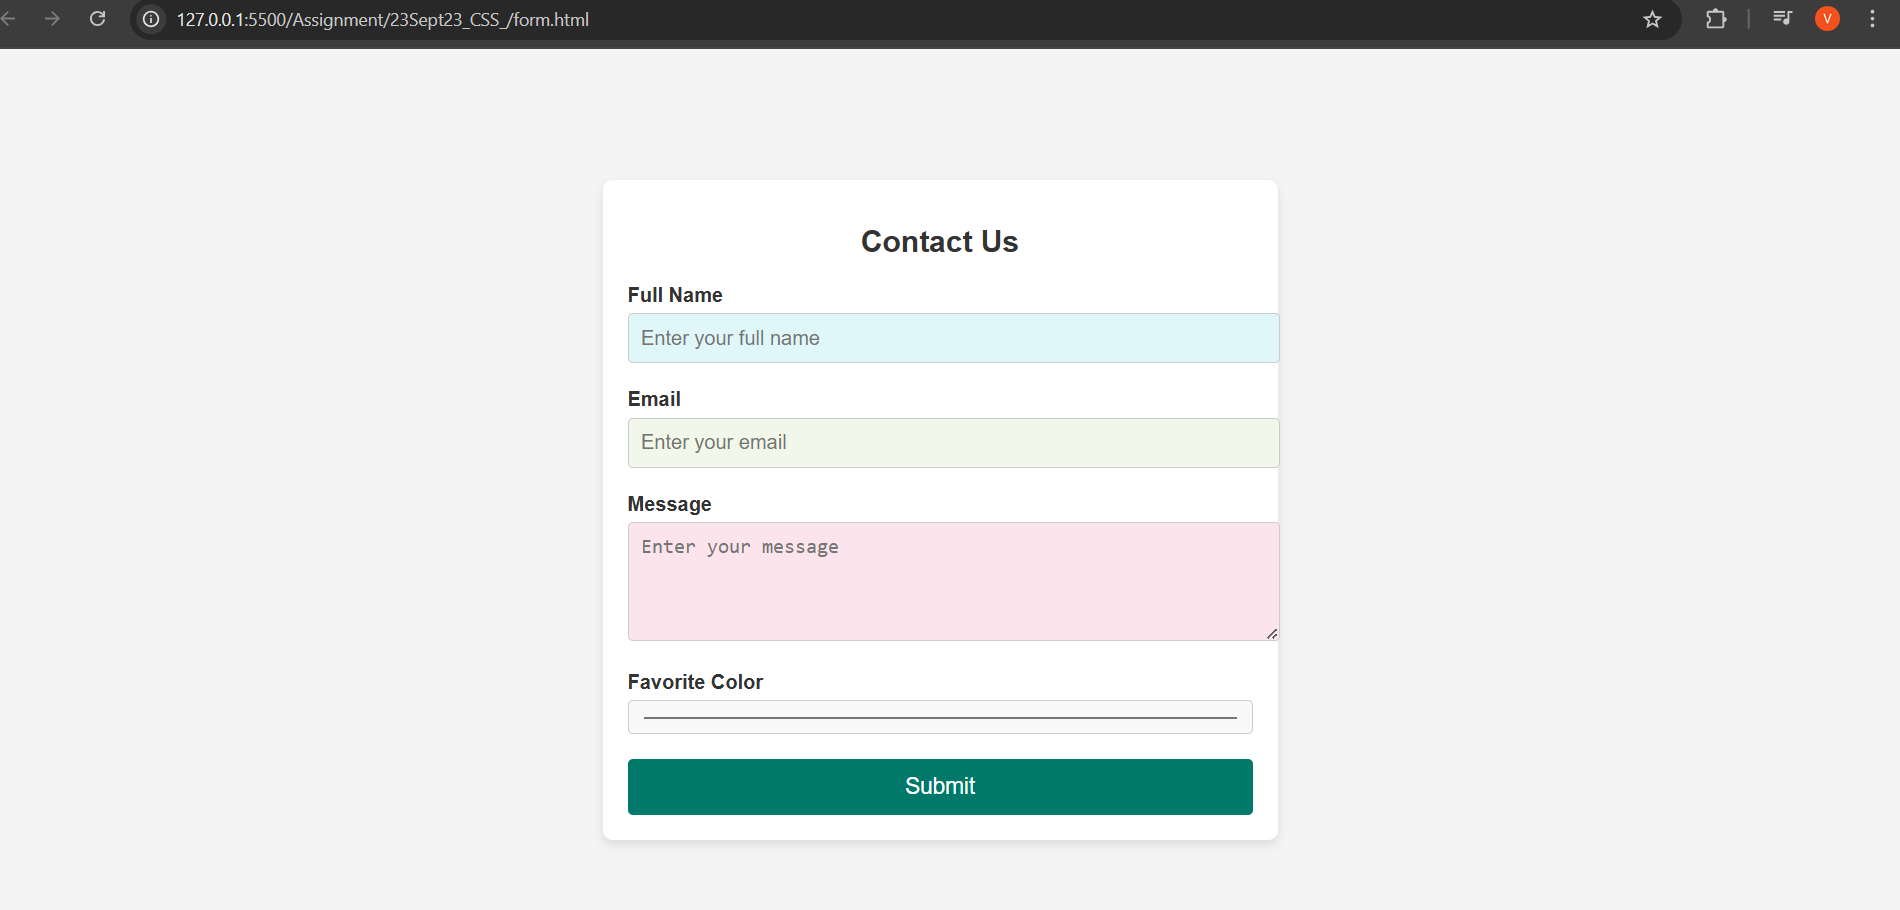 127.0.0.1:5500/Assignment/23Sept23_CSS_/form.html
V
Contact Us
Full Name
Enter your full name
Email
Enter your email
Message
Enter your message
Favorite Color
Submit